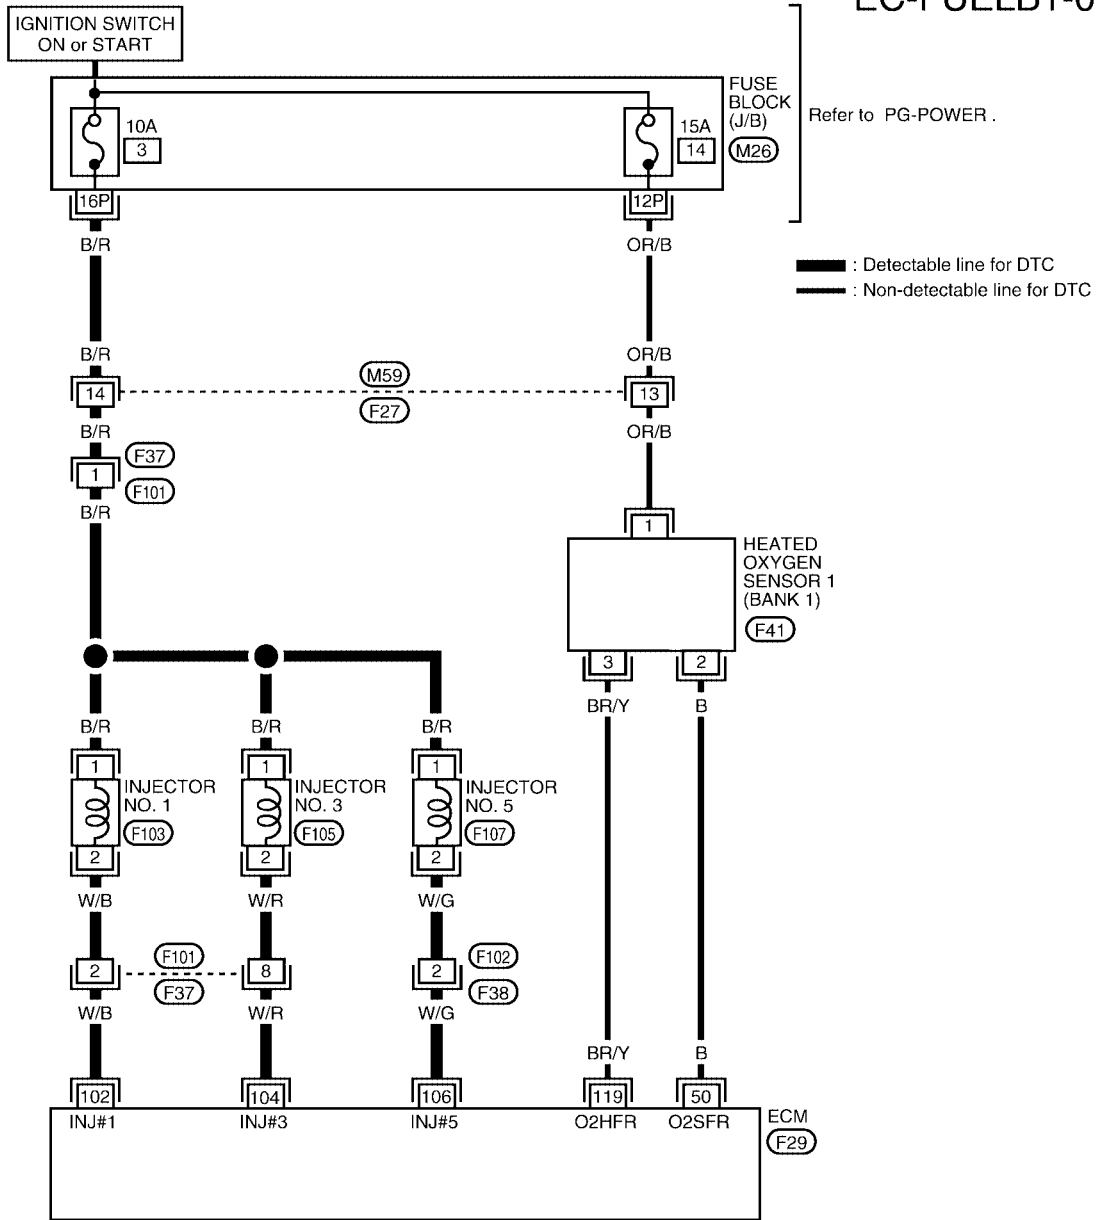 IGNITION SWITCH
ON or START
FUSE
BLOCK
(J/B)
M26
Refer to PG-POWER .
10A
3
15A
14
16P
12P
B/R
OR/B
: Detectable line for DTC
: Non-detectable line for DTC
B/R
OR/B
14
M59
F27
13
B/R
OR/B
1
F37
F101
B/R
1
HEATED
OXYGEN
SENSOR 1
(BANK 1)
F41
3
2
BR/Y
B
B/R
B/R
B/R
1
1
1
INJECTOR
NO. 1
F103
INJECTOR
NO. 3
F105
INJECTOR
NO. 5
F107
2
2
2
W/B
W/R
W/G
2
F101
F37
8
2
F102
F38
W/B
W/R
W/G
BR/Y
B
102
104
106
119
50
INJ#1
INJ#3
INJ#5
O2HFR
O2SFR
ECM
F29